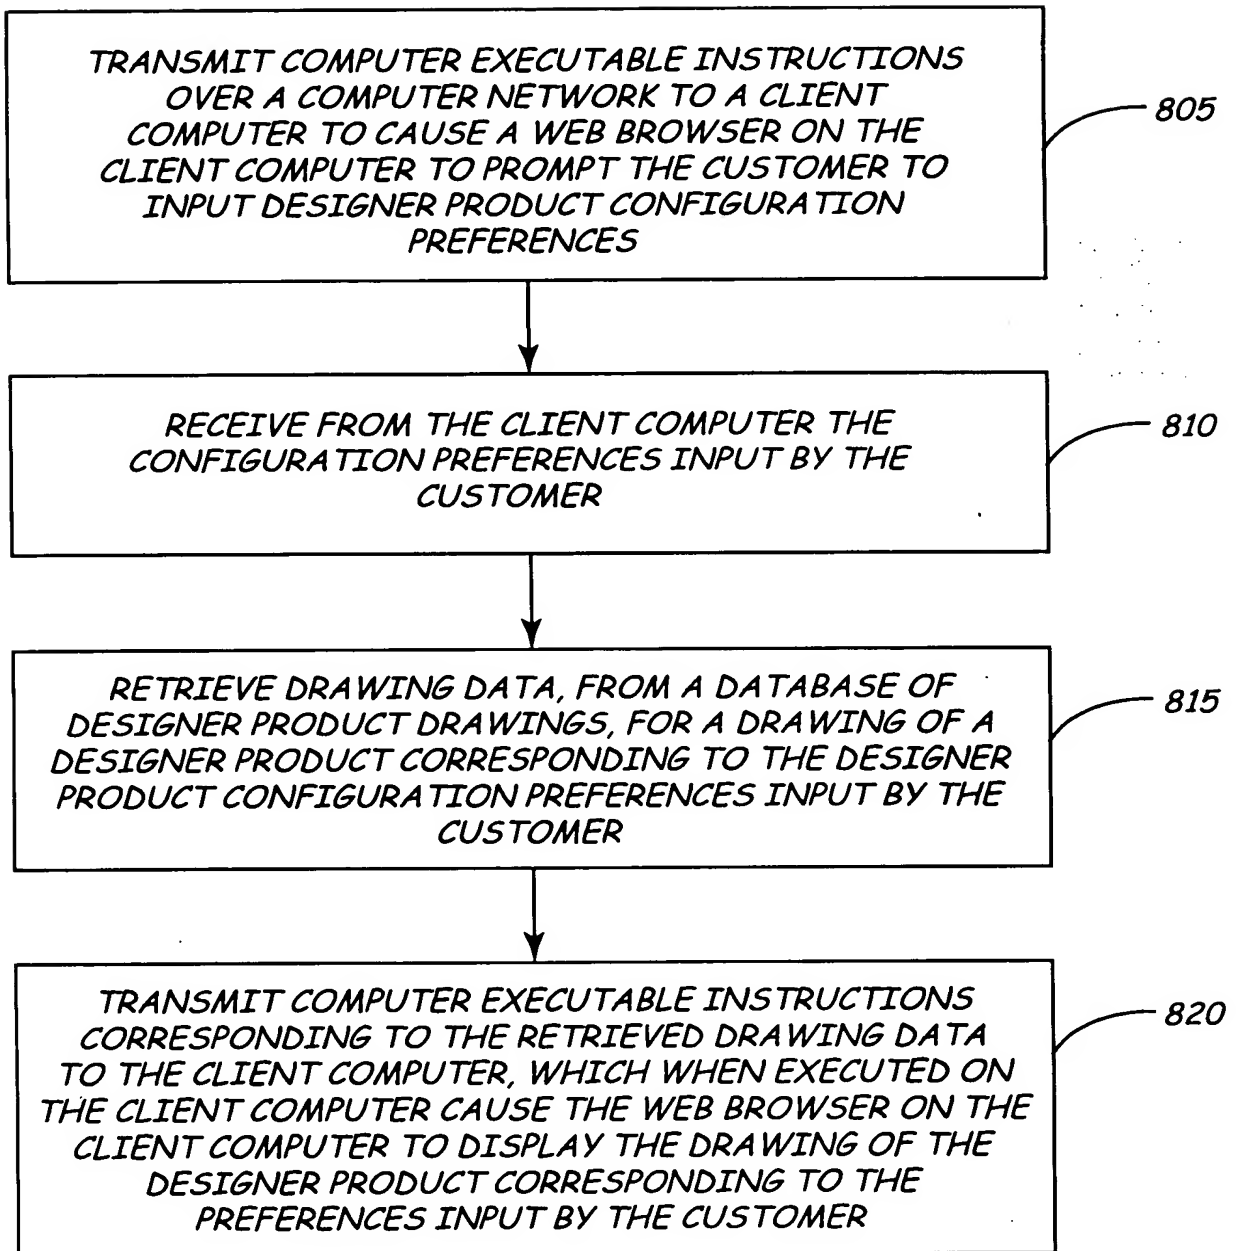 TRANSMIT COMPUTER EXECUTABLE INSTRUCTIONS
OVER A COMPUTER NETWORK TO A CLIENT
COMPUTER TO CAUSE A WEB BROWSER ON THE
CLIENT COMPUTER TO PROMPT THE CUSTOMER TO
INPUT DESIGNER PRODUCT CONFIGURATION
PREFERENCES
805
RECEIVE FROM THE CLIENT COMPUTER THE
CONFIGURATION PREFERENCES INPUT BY THE
CUSTOMER
810
RETRIEVE DRAWING DATA, FROM A DATABASE OF
DESIGNER PRODUCT DRAWINGS, FOR A DRAWING OF A
DESIGNER PRODUCT CORRESPONDING TO THE DESIGNER
PRODUCT CONFIGURATION PREFERENCES INPUT BY THE
CUSTOMER
815
TRANSMIT COMPUTER EXECUTABLE INSTRUCTIONS
CORRESPONDING TO THE RETRIEVED DRAWING DATA
TO THE CLIENT COMPUTER, WHICH WHEN EXECUTED ON
THE CLIENT COMPUTER CAUSE THE WEB BROWSER ON THE
CLIENT COMPUTER TO DISPLAY THE DRAWING OF THE
DESIGNER PRODUCT CORRESPONDING TO THE
PREFERENCES INPUT BY THE CUSTOMER
820